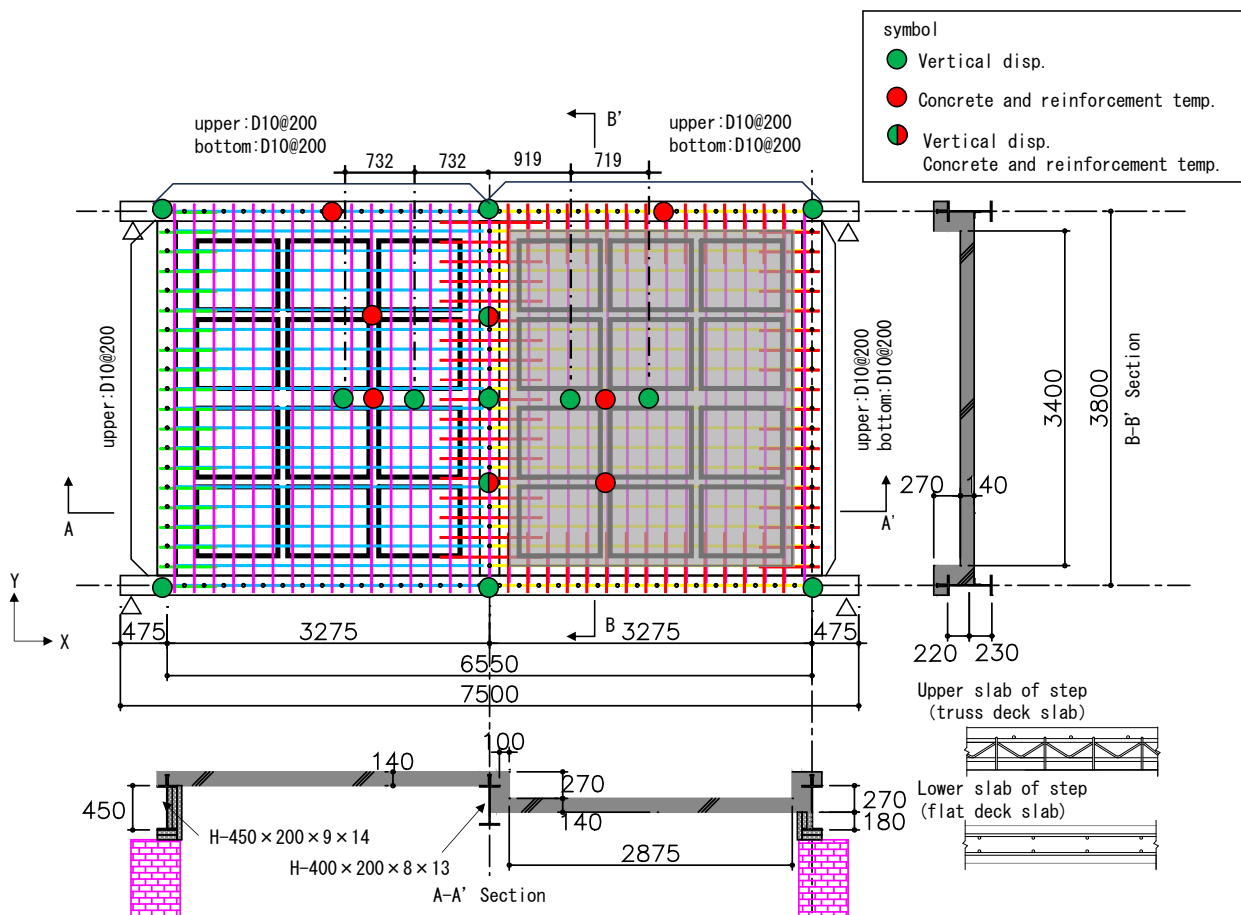 symbol
Vertical disp.
Concrete and reinforcement temp.
Vertical disp.
Concrete and reinforcement temp.
upper:D10@200
bottom:D10@200
B'
upper:D10@200
bottom:D10@200
732
732
919
719
upper:D10@200
upper:D10@200
bottom:D10@200
3400
3800
B-B' Section
270
140
A
A'
Y
X
B
475
3275
3275
475
220
230
6550
7500
Upper slab of step
(truss deck slab)
100
140
270
450
140
270
180
Lower slab of step
(flat deck slab)
H-450×200×9×14
H-400×200×8×13
2875
A-A' Section